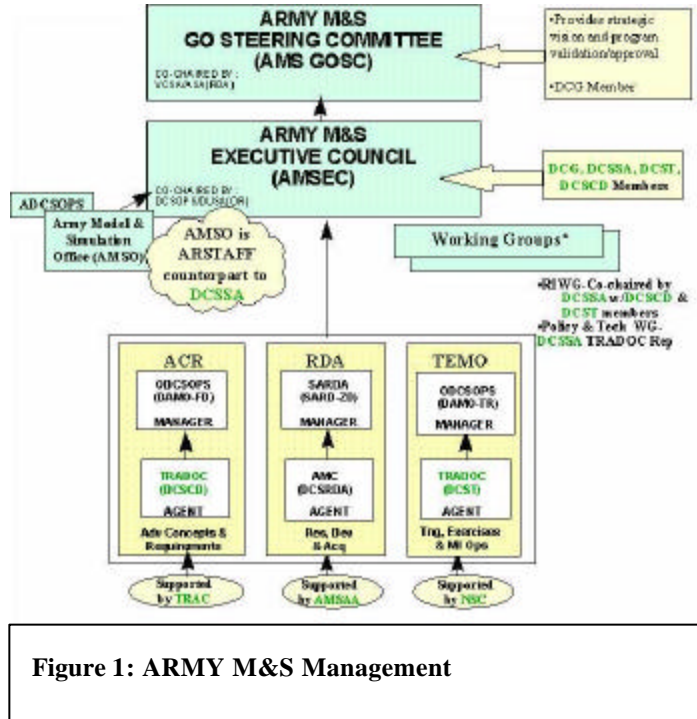 ARMY M&S
GO STEERING COMMITTEE
(AMS GOSC)
CO-CHAIRED BY :
VCSA/ASA(RDA)
•Provides strategic
vision and program
validation/approval
•DCG Member
ARMY M&S
EXECUTIVE COUNCIL
(AMSEC)
CO-CHAIRED BY :
DCSOPS/DUSA(OR)
DCG, DCSSA, DCST,
DCSCD Members
ADCSOPS
Army Model &
Simulation
Office (AMSO)
AMSO is
ARSTAFF
counterpart to
DCSSA
Working Groups*
•RIWG-Co-chaired by
DCSSA w/DCSCD &
DCST members
•Policy & Tech WG-
DCSSA TRADOC Rep
ACR
ODCSOPS
(DAMO-FD)
MANAGER
TRADOC
(DCSCD)
AGENT
Adv Concepts &
Requirements
Supported
by TRAC
RDA
SARDA
(SARD-ZD)
MANAGER
AMC
(DCSRDA)
AGENT
Res, Dev
& Acq
Supported
by AMSAA
TEMO
ODCSOPS
(DAMO-TR)
MANAGER
TRADOC
(DCST)
AGENT
Tng, Exercises
& Ml Ops
Supported
by NSC
Figure 1: ARMY M&S Management